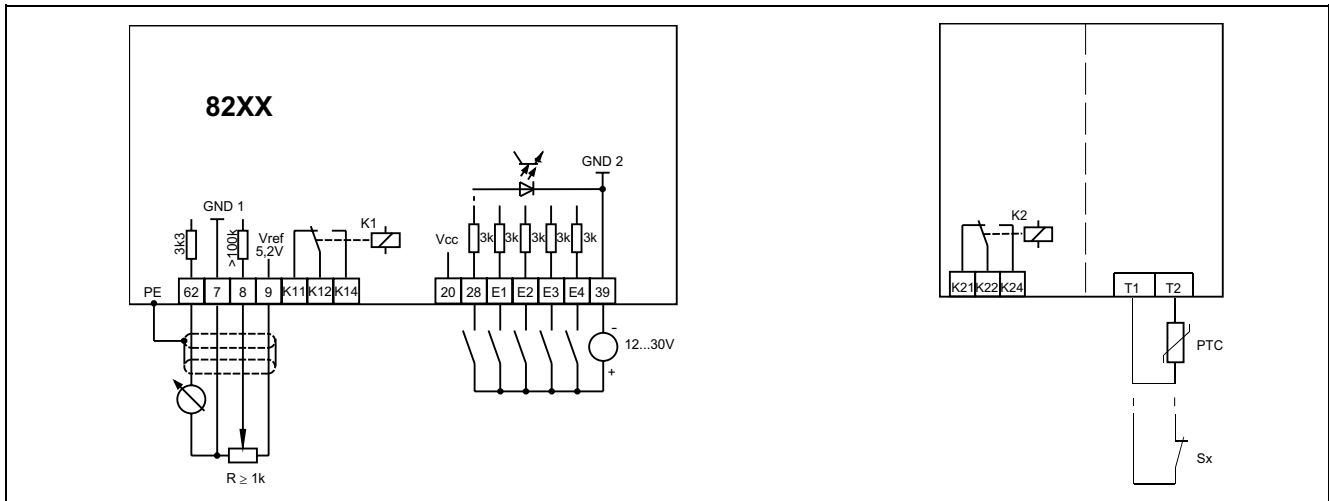 82XX
GND 2
GND 1
K1
K2
3k3
>100k
Vref
5,2V
Vcc
3k 3k 3k 3k 3k
PE
62 7 8 9 K11 K12 K14
20 28 E1 E2 E3 E4 39
K21 K22 K24
T1 T2
-
12...30V
+
PTC
R ≥ 1k
Sx